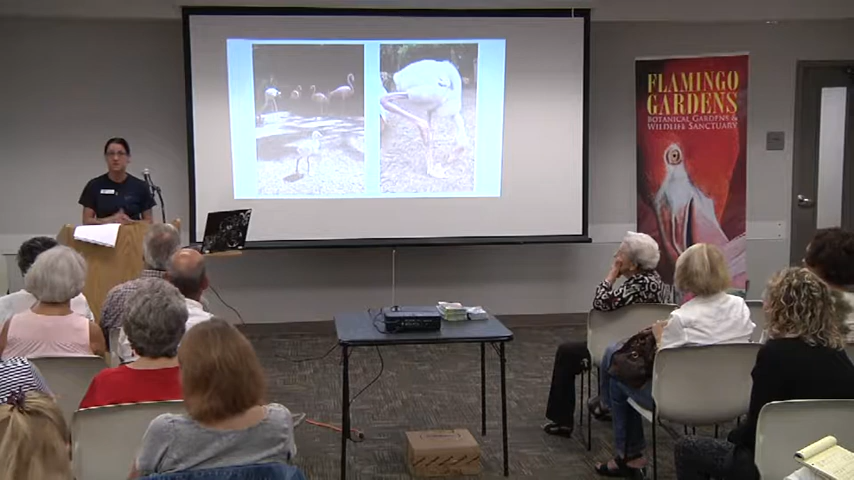 FLAMINGO
GARDENS
BOTANICAL GARDENS &
WILDLIFE SANCTUARY